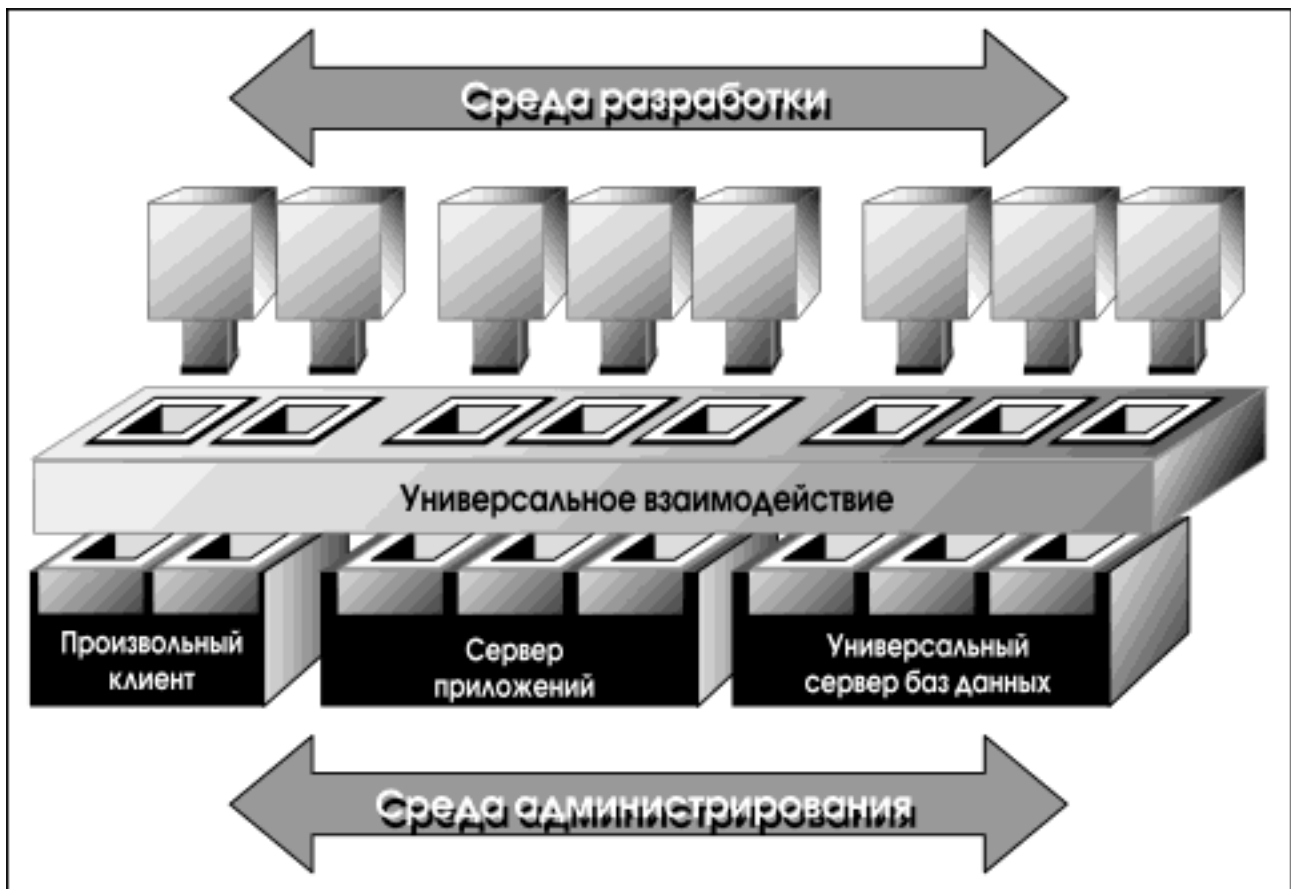 Среда разработки
Универсальное взаимодействие
Произвольный
клиент
Сервер
приложений
Универсальный
сервер баз данных
Среда администрирования